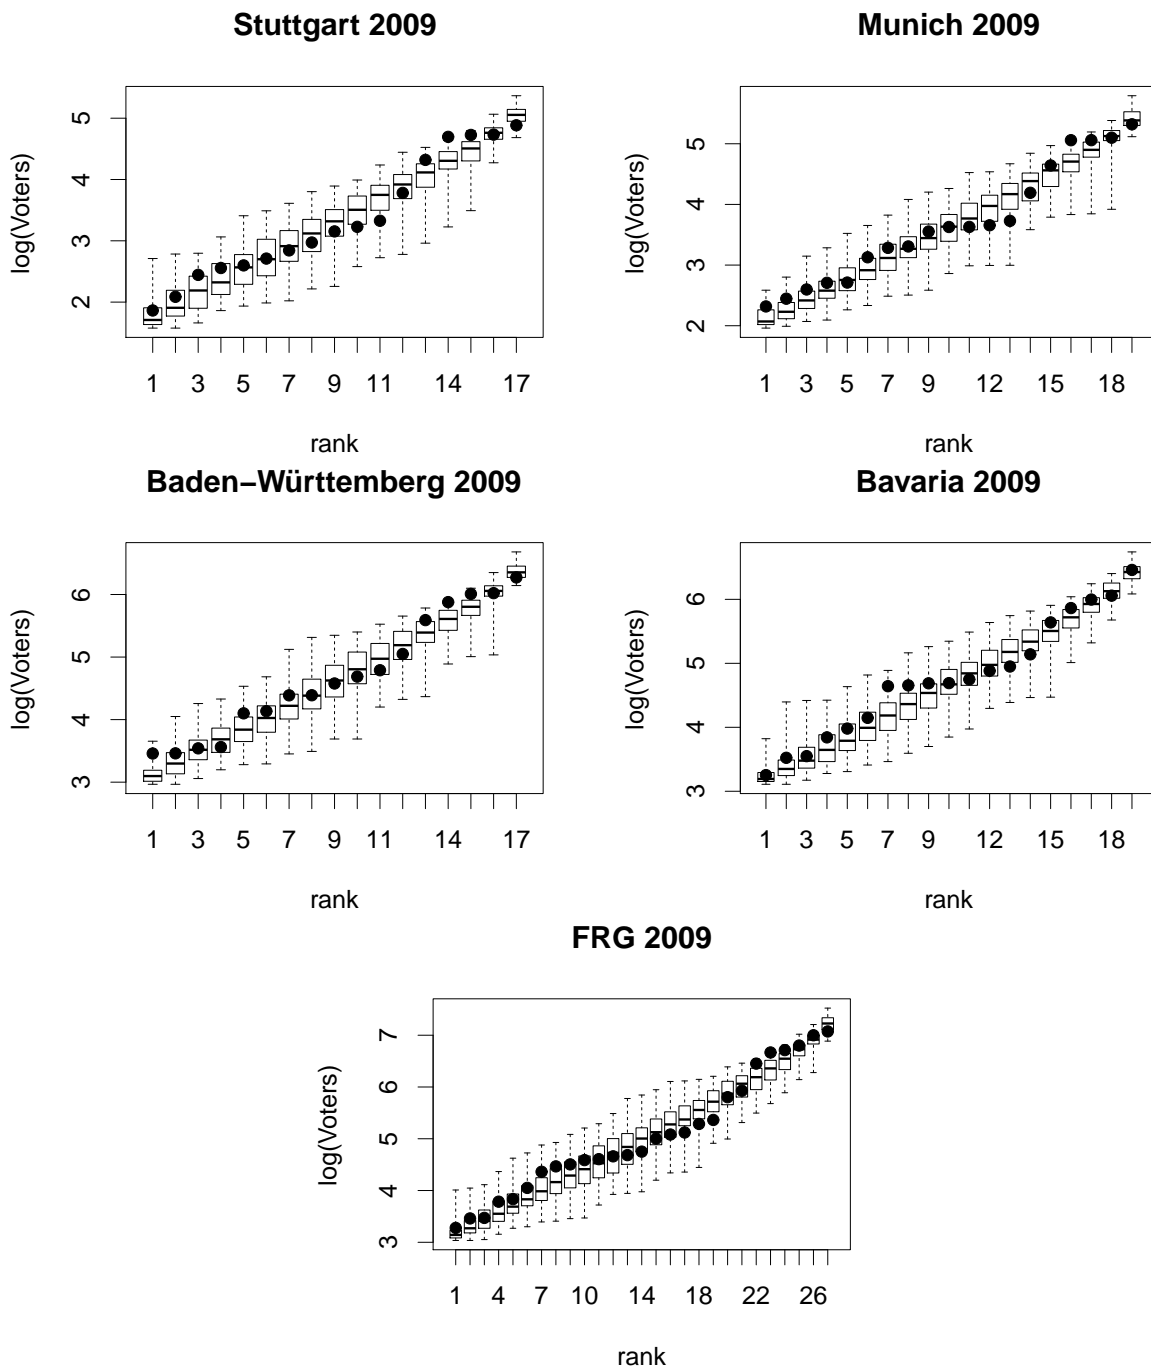 Stuttgart 2009
log(Voters)
5
4
3
2
1 3 5 7 9 11 14 17
rank
Munich 2009
log(Voters)
5
4
3
2
1 3 5 7 9 12 15 18
rank
Baden−Württemberg 2009
log(Voters)
6
5
4
3
1 3 5 7 9 11 14 17
rank
Bavaria 2009
log(Voters)
6
5
4
3
1 3 5 7 9 12 15 18
rank
FRG 2009
log(Voters)
7
6
5
4
3
1 4 7 10 14 18 22 26
rank